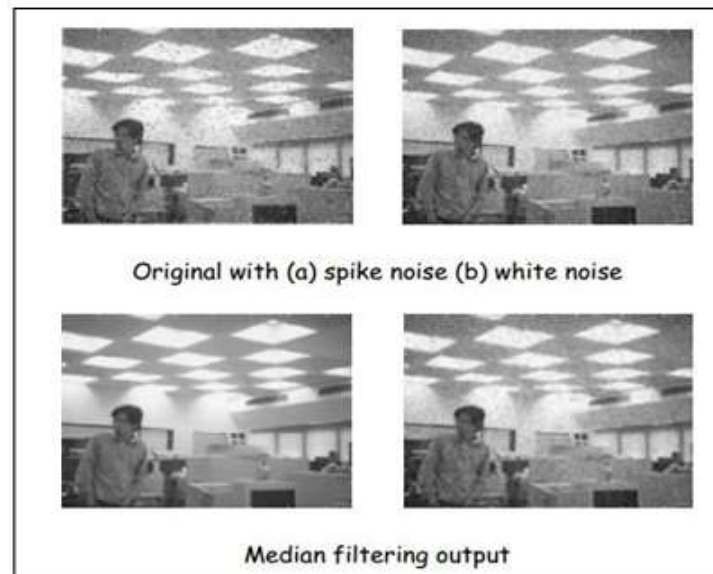 Original with (a) spike noise (b) white noise
Median filtering output